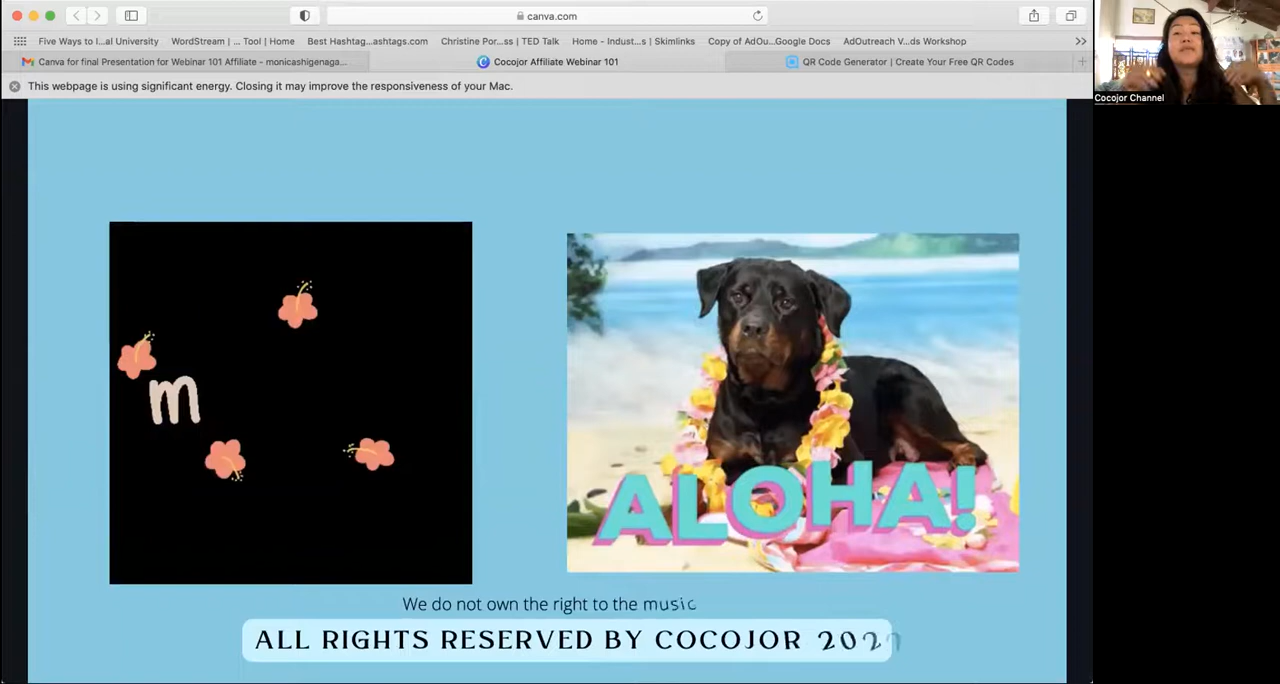 canva.com
Five Ways to I...al University
WordStream | ... Tool | Home
Best Hashtag...ashtags.com
Christine Por...ss | TED Talk
Home - Indust...s | Skimlinks
Copy of AdOu...Google Docs
AdOutreach V...ds Workshop
Canva for final Presentation for Webinar 101 Affiliate - monicashigenaga...
Cocojor Affiliate Webinar 101
QR Code Generator | Create Your Free QR Codes
This webpage is using significant energy. Closing it may improve the responsiveness of your Mac.
Cocojor Channel
m
ALOHA!
We do not own the right to the music
ALL RIGHTS RESERVED BY COCOJOR